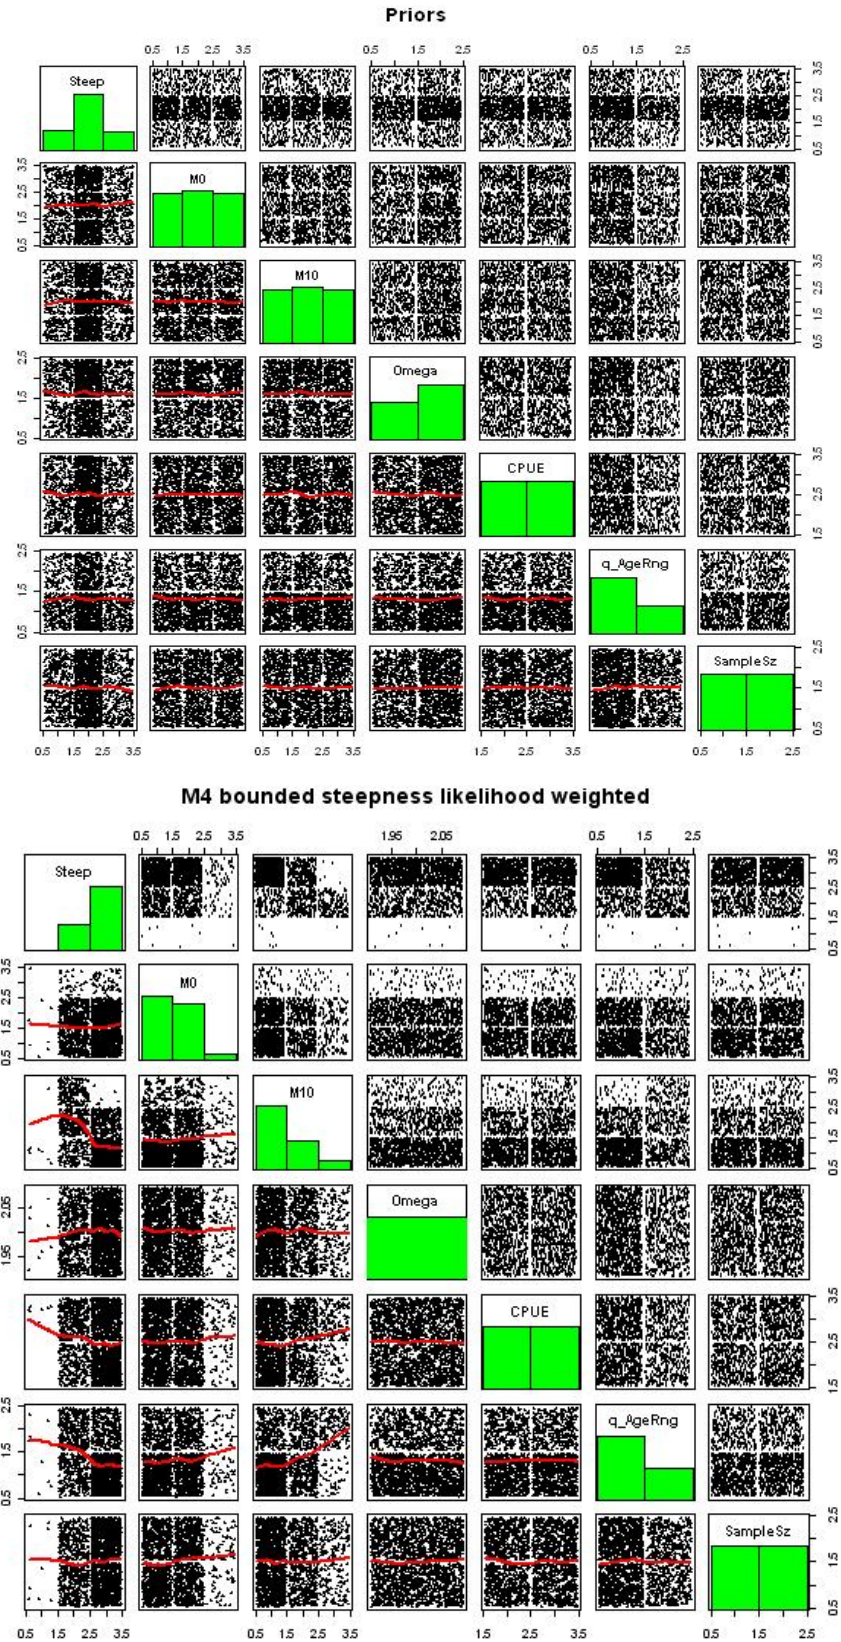 Priors
0.5 1.5 2.5 3.5 0.5 1.5 2.5 0.5 1.5 2.5
Steep
0.5 1.5 2.5 3.5
0.5 1.5 2.5 3.5
M0
M10
0.5 1.5 2.5 3.5
0.5 1.5 2.5
Omega
CPUE
1.5 2.5 3.5
0.5 1.5 2.5
q_AgeRng
SampleSz
0.5 1.5 2.5
0.5 1.5 2.5 3.5 0.5 1.5 2.5 3.5 1.5 2.5 3.5 0.5 1.5 2.5
M4 bounded steepness likelihood weighted
0.5 1.5 2.5 3.5 1.95 2.05 0.5 1.5 2.5
Steep
0.5 1.5 2.5 3.5
0.5 1.5 2.5 3.5
M0
M10
0.5 1.5 2.5 3.5
1.95 2.05
Omega
CPUE
1.5 2.5 3.5
0.5 1.5 2.5
q_AgeRng
SampleSz
0.5 1.5 2.5
0.5 1.5 2.5 3.5 0.5 1.5 2.5 3.5 1.5 2.5 3.5 0.5 1.5 2.5